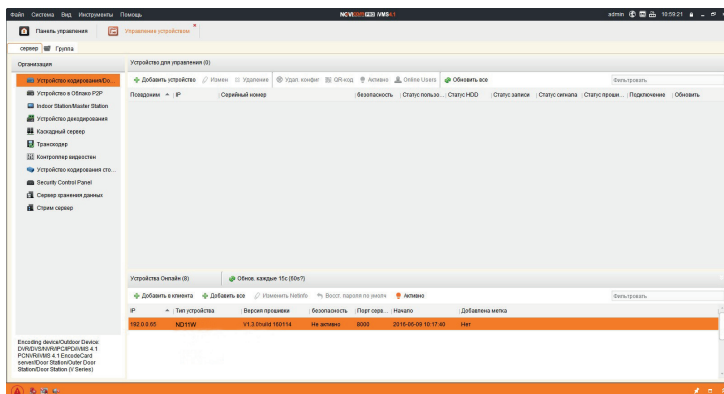 Файл Система Вид Инструменты Помощь
iVMS4.1
admin 10:59:21
Панель управления
Управление устройством
сервер Группа
Организация
Устройство кодирования/Do...
Устройство в Облако P2P
Indoor Station/Master Station
Устройство декодирования
Каскадный сервер
Транскодер
Контроллер видеостен
Устройство кодирования сто...
Security Control Panel
Сервер хранения данных
Стрим сервер
Encoding device/Outdoor Device:
DVR/DVS/NVR/IPC/IPD/iVMS 4.1
PCNVR/iVMS 4.1 EncodeCard
server/Door Station/Outer Door
Station/Door Station (V Series)
Устройство для управления (0)
Добавить устройство Измен Удаление Удал. конфиг QR-код Активно Online Users Обновить все Фильтровать
Псевдоним IP Серийный номер безопасность Статус пользо... Статус HDD Статус записи Статус сигнала Статус проши... Подключение Обновить
Устройства Онлайн (8) Обнов. каждые 15с (60s?)
Добавить в клиента Добавить все Изменить Netinfo Восст. пароля по умолч Активно Фильтровать
IP Тип устройства Версия прошивки безопасность Порт серв... Начало Добавлена метка
192.0.0.65 ND11W V1.3.0build 160114 Не активно 8000 2016-06-09 10:17:40 Нет